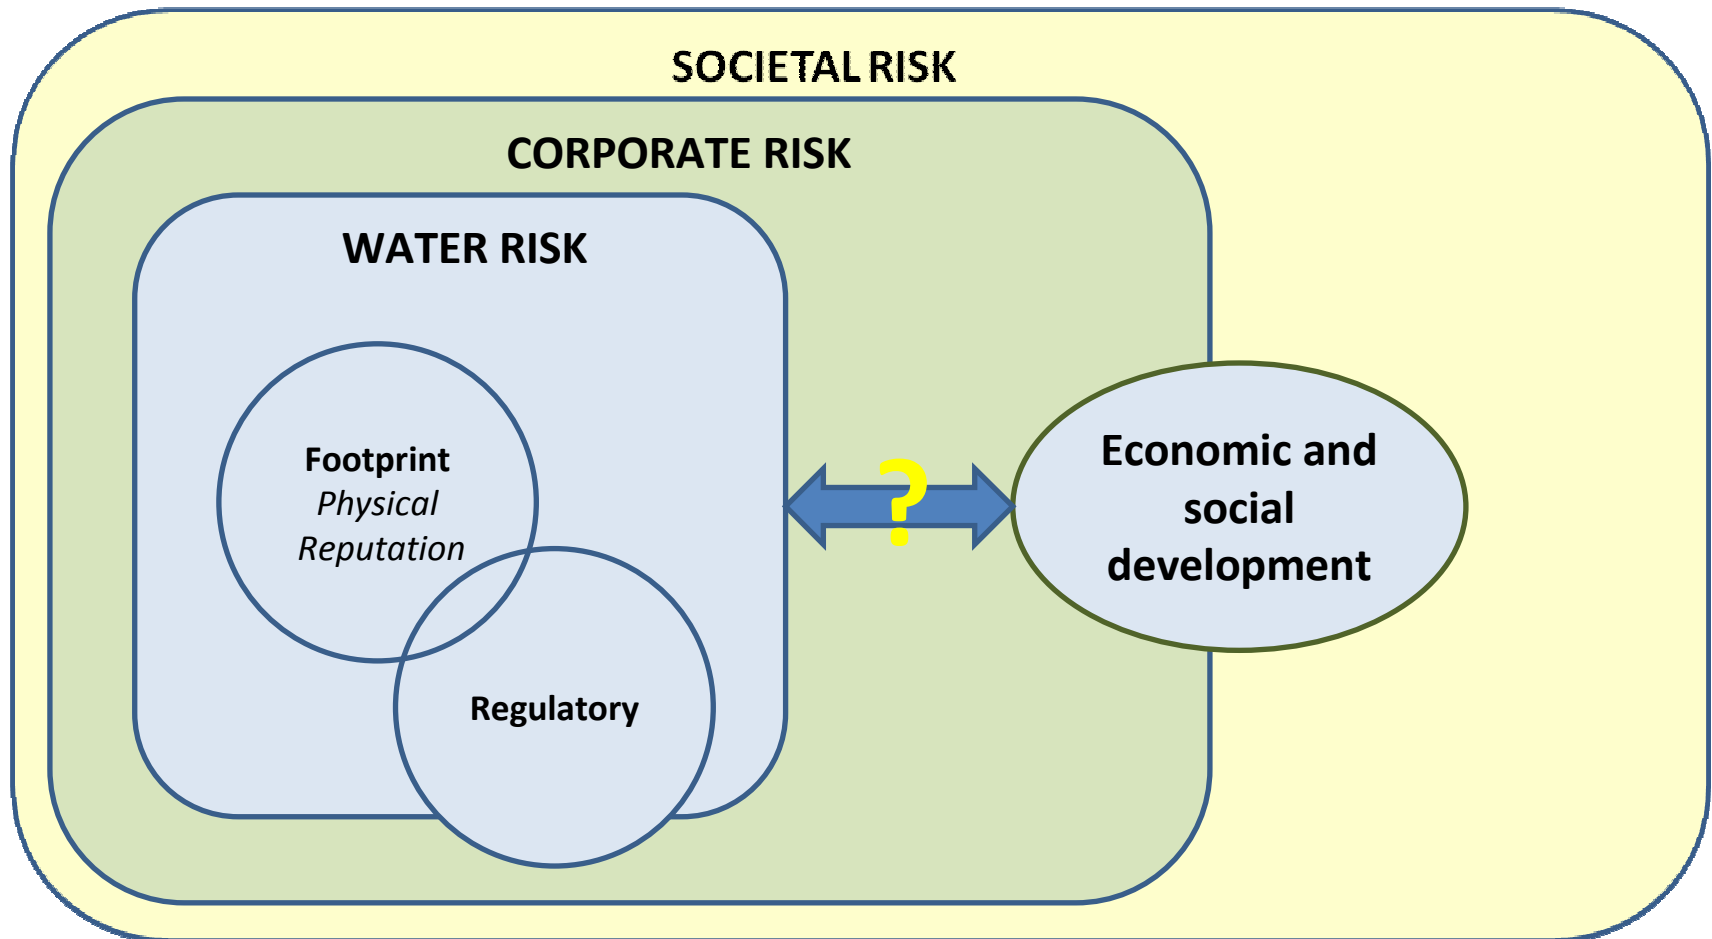 SOCIETAL RISK
CORPORATE RISK
WATER RISK
Footprint
Physical
Reputation
Regulatory
?
Economic and
social
development